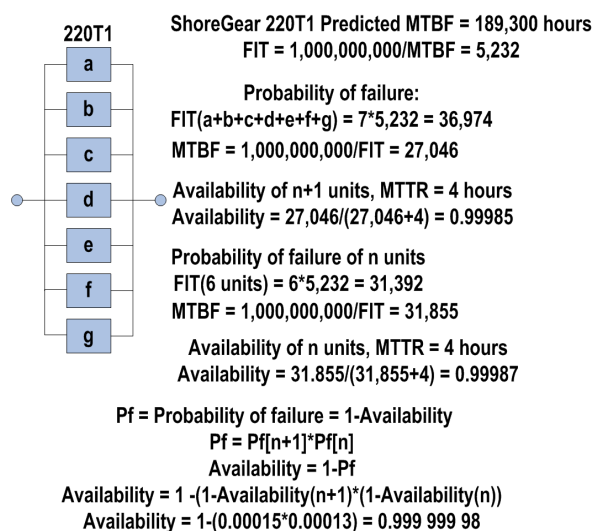 220T1
a
b
c
d
e
f
g
ShoreGear 220T1 Predicted MTBF = 189,300 hours
FIT = 1,000,000,000/MTBF = 5,232
Probability of failure:
FIT(a+b+c+d+e+f+g) = 7*5,232 = 36,974
MTBF = 1,000,000,000/FIT = 27,046
Availability of n+1 units, MTTR = 4 hours
Availability = 27,046/(27,046+4) = 0.99985
Probability of failure of n units
FIT(6 units) = 6*5,232 = 31,392
MTBF = 1,000,000,000/FIT = 31,855
Availability of n units, MTTR = 4 hours
Availability = 31.855/(31,855+4) = 0.99987
Pf = Probability of failure = 1-Availability
Pf = Pf[n+1]*Pf[n]
Availability = 1-Pf
Availability = 1 -(1-Availability(n+1)*(1-Availability(n))
Availability = 1-(0.00015*0.00013) = 0.999 999 98